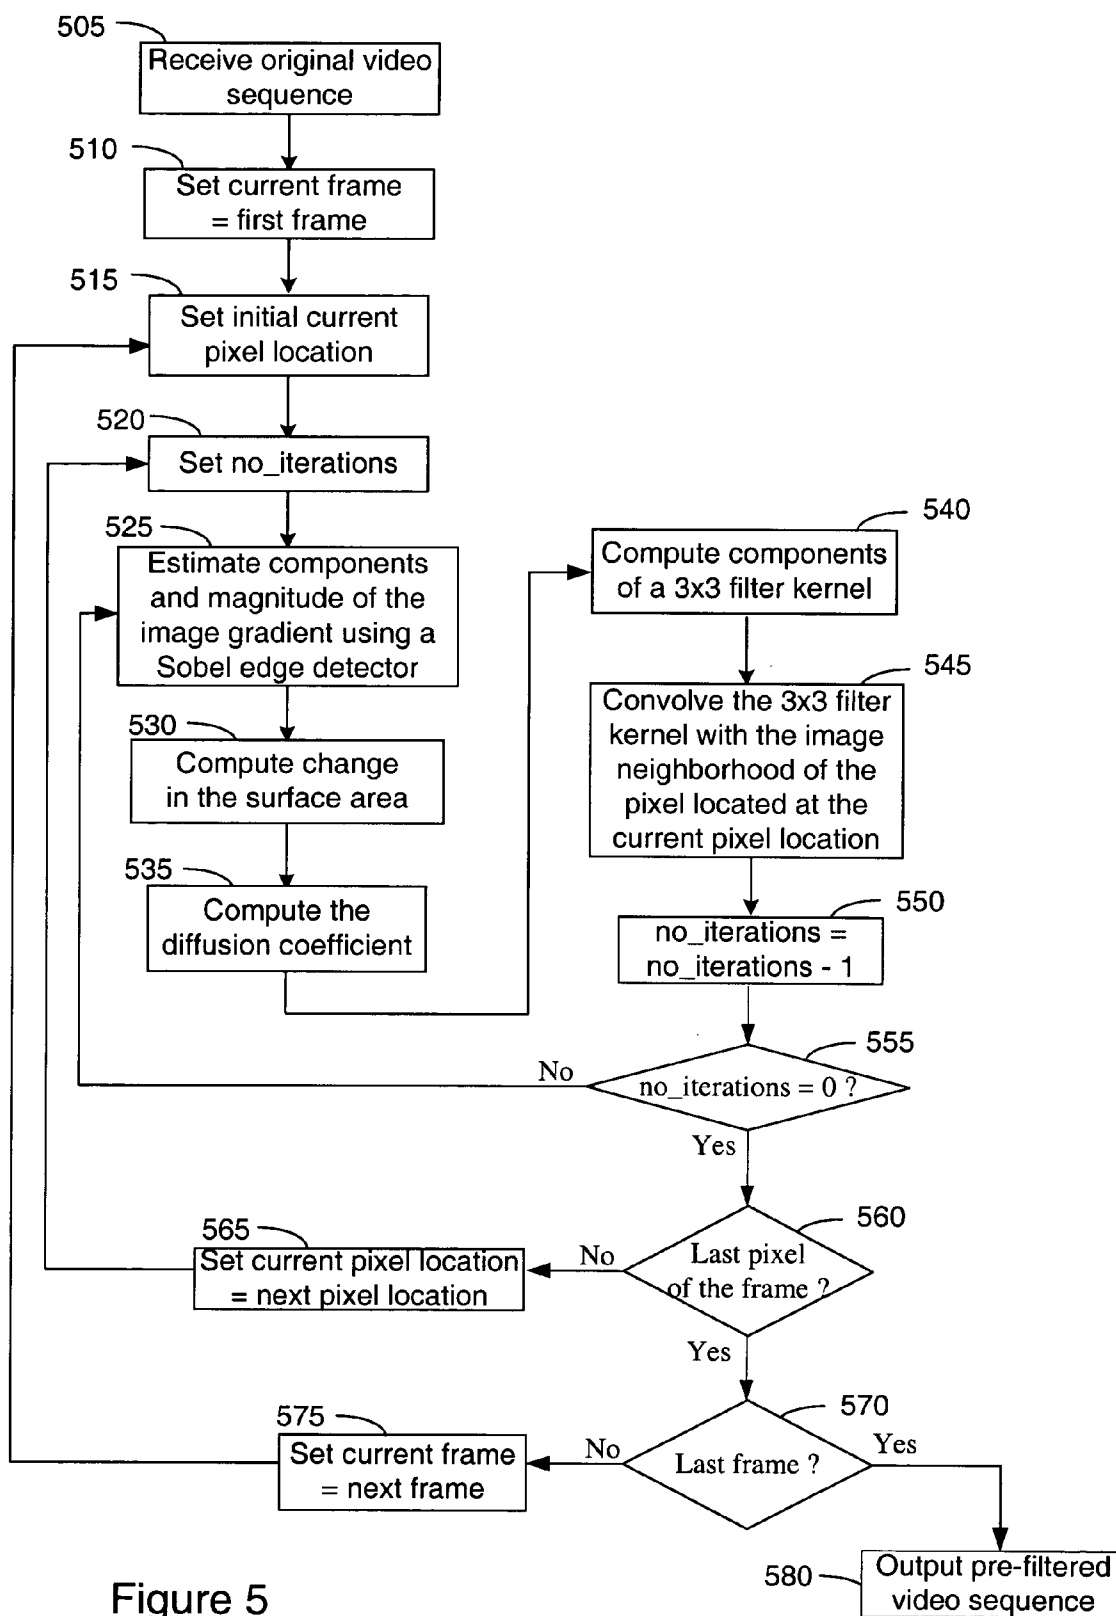 505
Receive original video
sequence
510
Set current frame
= first frame
515
Set initial current
pixel location
520
Set no_iterations
525
Estimate components
and magnitude of the
image gradient using a
Sobel edge detector
530
Compute change
in the surface area
535
Compute the
diffusion coefficient
540
Compute components
of a 3x3 filter kernel
545
Convolve the 3x3 filter
kernel with the image
neighborhood of the
pixel located at the
current pixel location
550
no_iterations =
no_iterations - 1
555
no_iterations = 0 ?
No
Yes
560
Last pixel
of the frame ?
No
565
Set current pixel location
= next pixel location
Yes
570
Last frame ?
No
Yes
575
Set current frame
= next frame
580
Output pre-filtered
video sequence
Figure 5